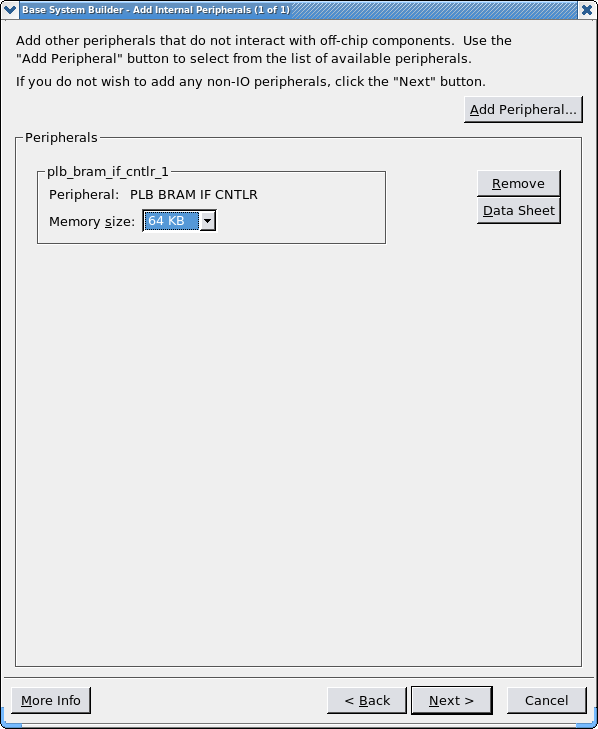 Base System Builder - Add Internal Peripherals (1 of 1)
Add other peripherals that do not interact with off-chip components.  Use the
"Add Peripheral" button to select from the list of available peripherals.
If you do not wish to add any non-IO peripherals, click the "Next" button.
Add Peripheral...
Peripherals
plb_bram_if_cntlr_1
Peripheral:   PLB BRAM IF CNTLR
Remove
Memory size: 64 KB
Data Sheet
More Info
< Back
Next >
Cancel